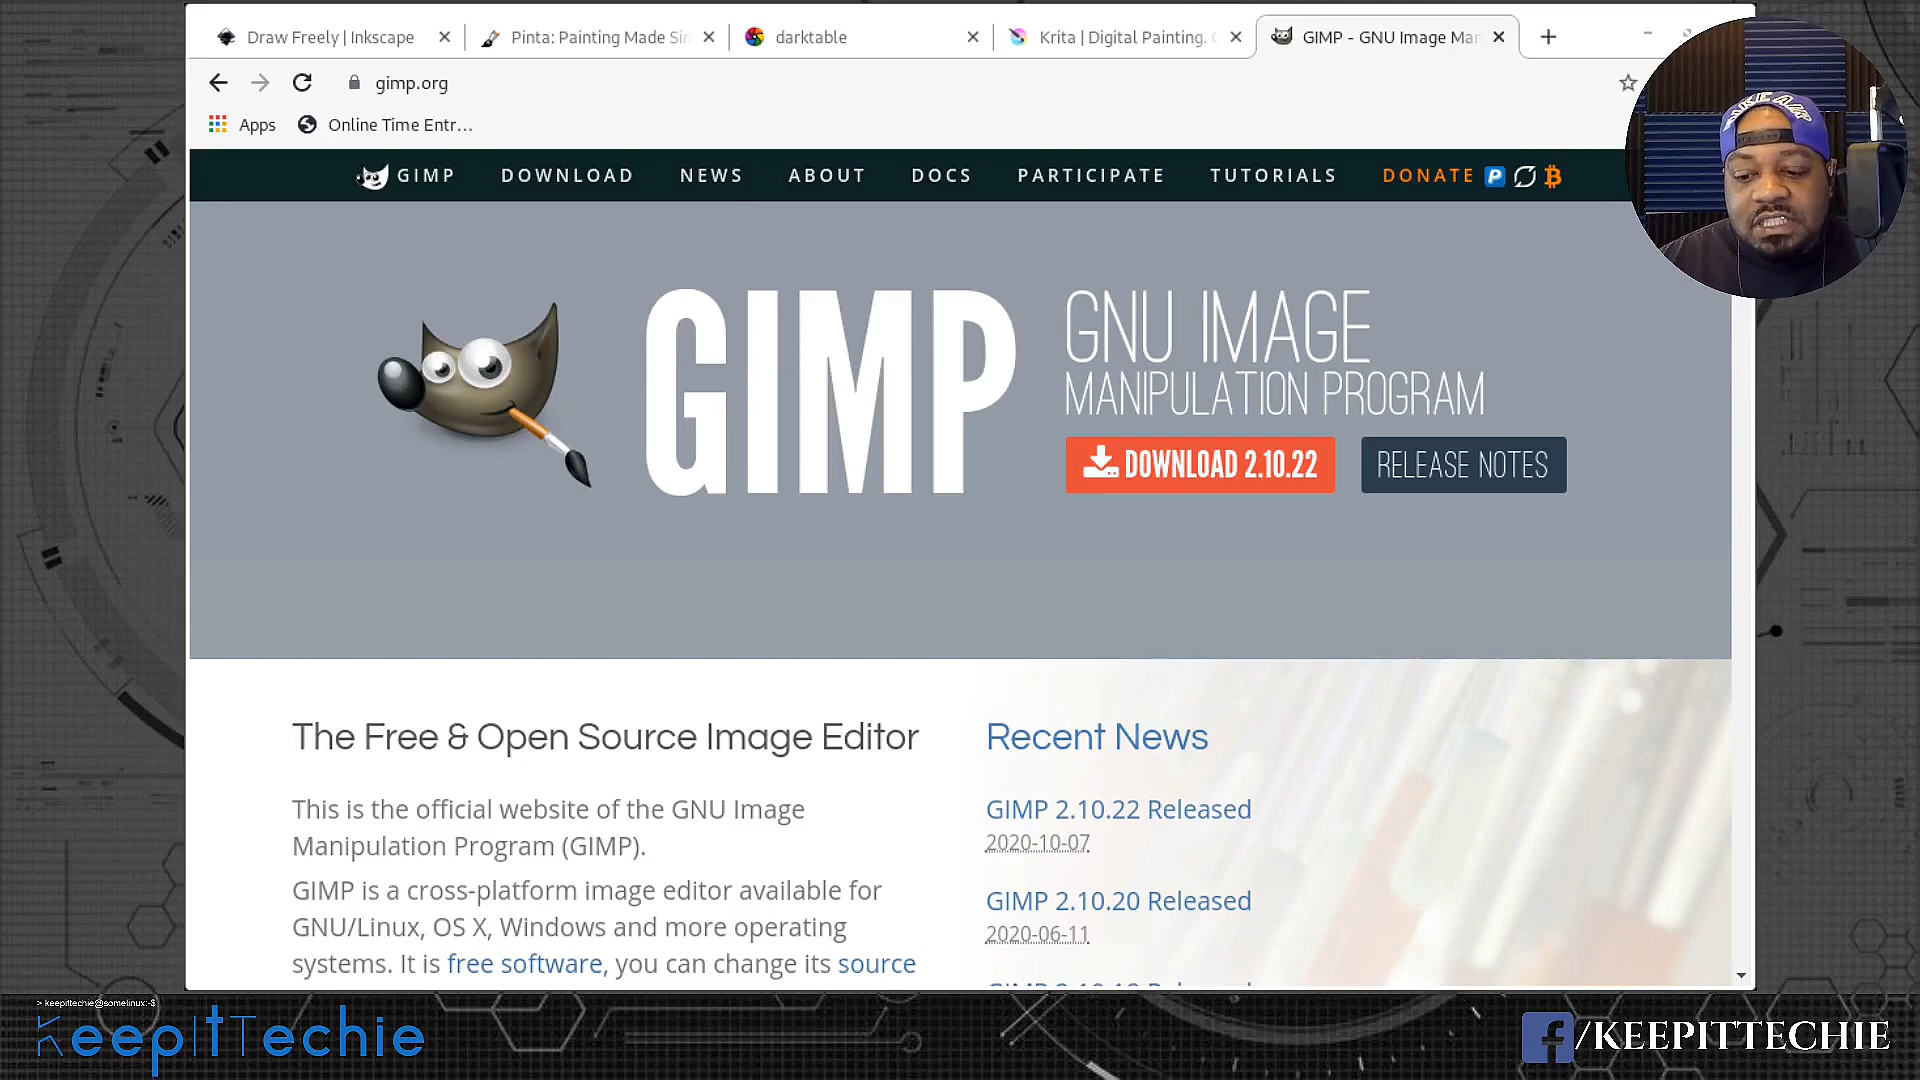 Draw Freely | Inkscape
Pinta: Painting Made Sim
darktable
Krita | Digital Painting. C
GIMP - GNU Image Man
gimp.org
Apps
Online Time Entr...
GIMP
DOWNLOAD
NEWS
ABOUT
DOCS
PARTICIPATE
TUTORIALS
DONATE
GIMP
GNU IMAGE
MANIPULATION PROGRAM
DOWNLOAD 2.10.22
RELEASE NOTES
The Free & Open Source Image Editor
This is the official website of the GNU Image
Manipulation Program (GIMP).
GIMP is a cross-platform image editor available for
GNU/Linux, OS X, Windows and more operating
systems. It is free software, you can change its source
Recent News
GIMP 2.10.22 Released
2020-10-07
GIMP 2.10.20 Released
2020-06-11
> keepittechie@somelinux:~$
KeepItTechie
/KEEPITTECHIE